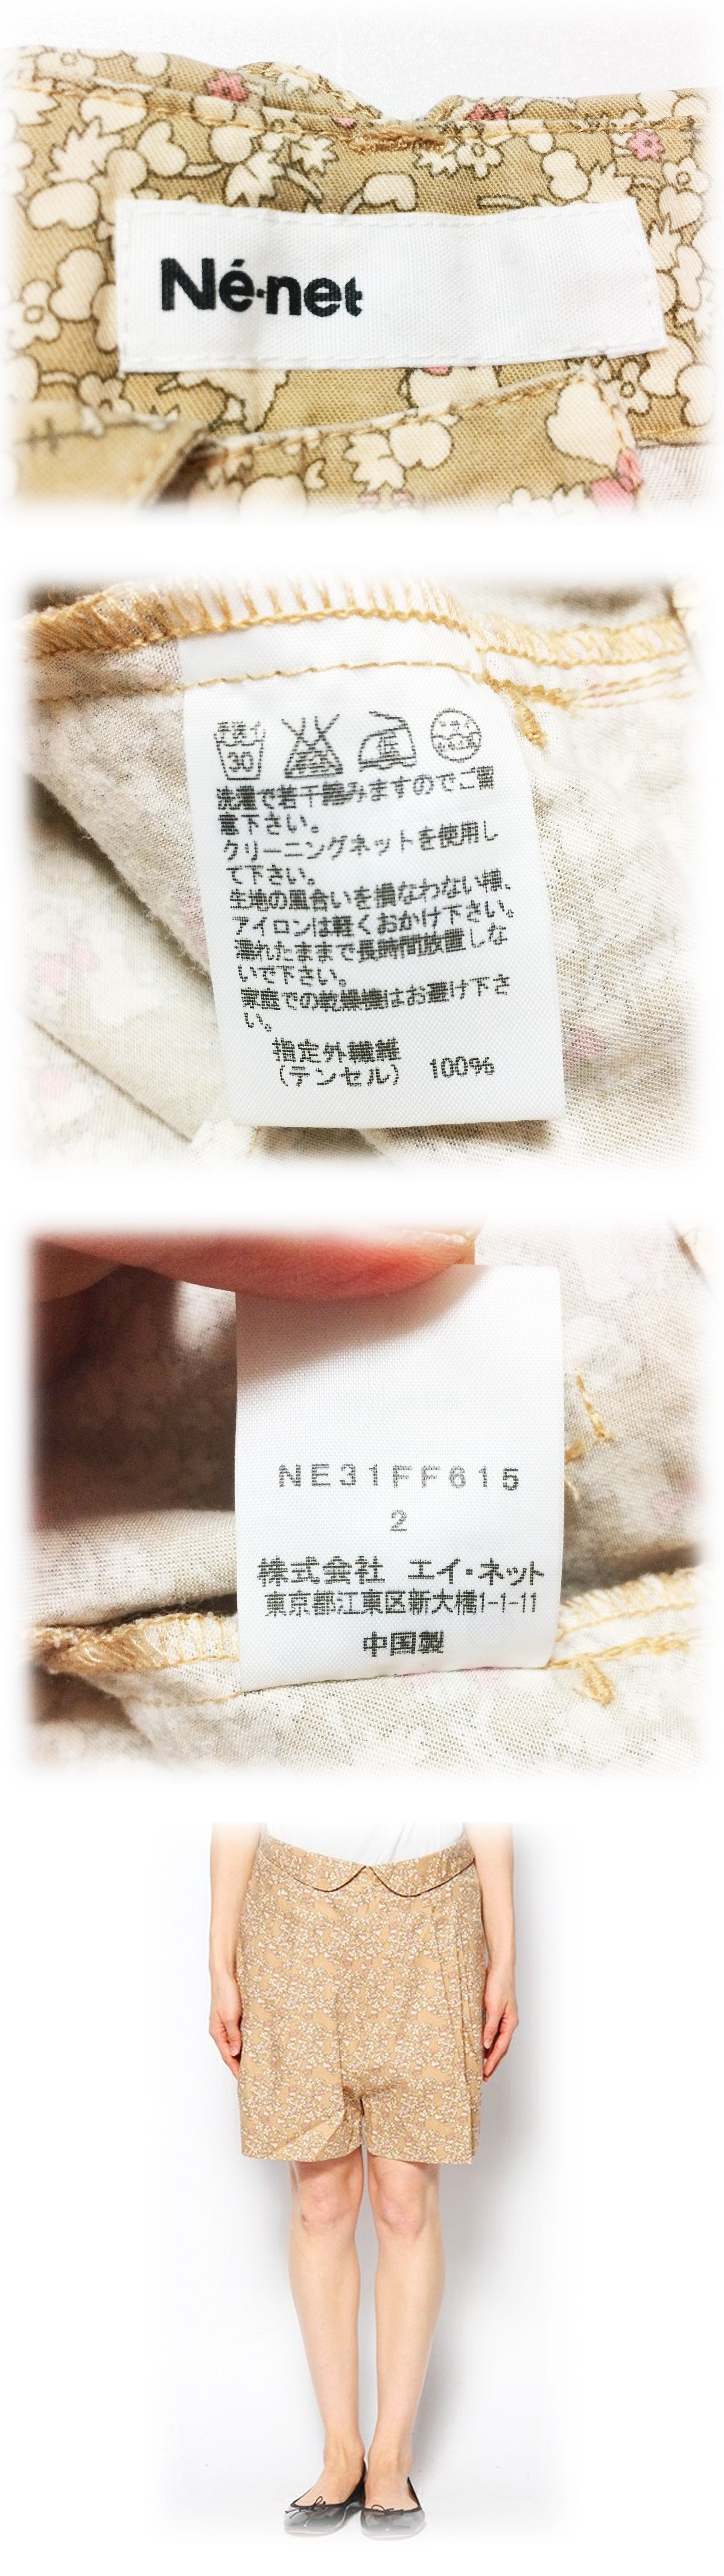 Né·net
手洗イ
30
洗濯で若干縮みますのでご留
意下さい。
クリーニングネットを使用し
て下さい。
生地の風合いを損なわない様、
アイロンは軽くおかけ下さい。
濡れたままで長時間放置しな
いで下さい。
家庭での乾燥機はお避け下さ
い。
指定外繊維
(テンセル) 100%
NE31FF615
2
株式会社 エイ・ネット
東京都江東区新大橋1-1-11
中国製